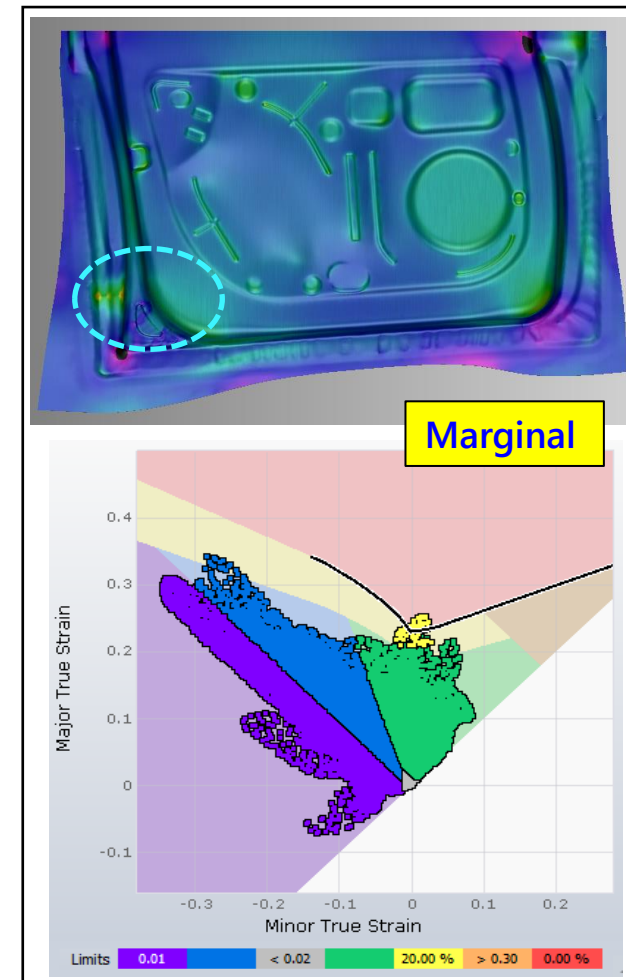 Marginal
0.4
0.3
0.2
0.1
0
-0.1
Major True Strain
-0.3 -0.2 -0.1 0 0.1 0.2
Minor True Strain
Limits 0.01 < 0.02 20.00 % > 0.30 0.00 %